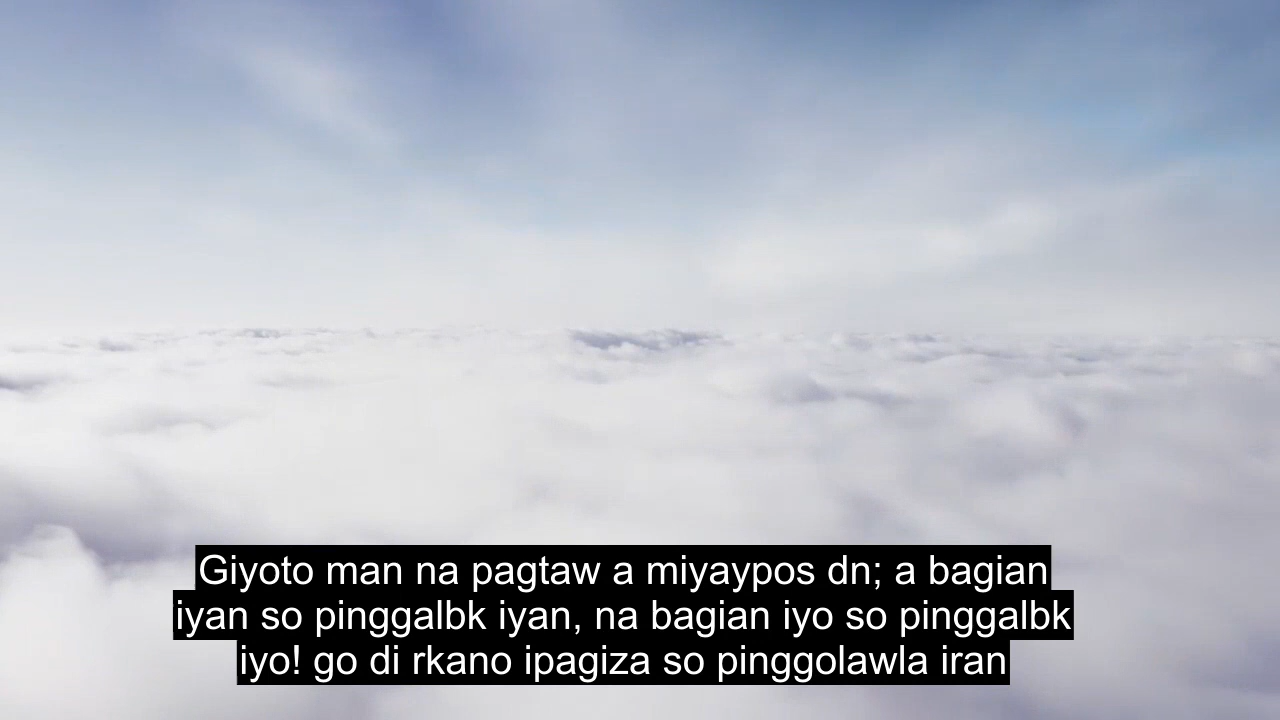 Giyoto man na pagtaw a miyaypos dn; a bagian
iyan so pinggalbk iyan, na bagian iyo so pinggalbk
iyo! go di rkano ipagiza so pinggolawla iran